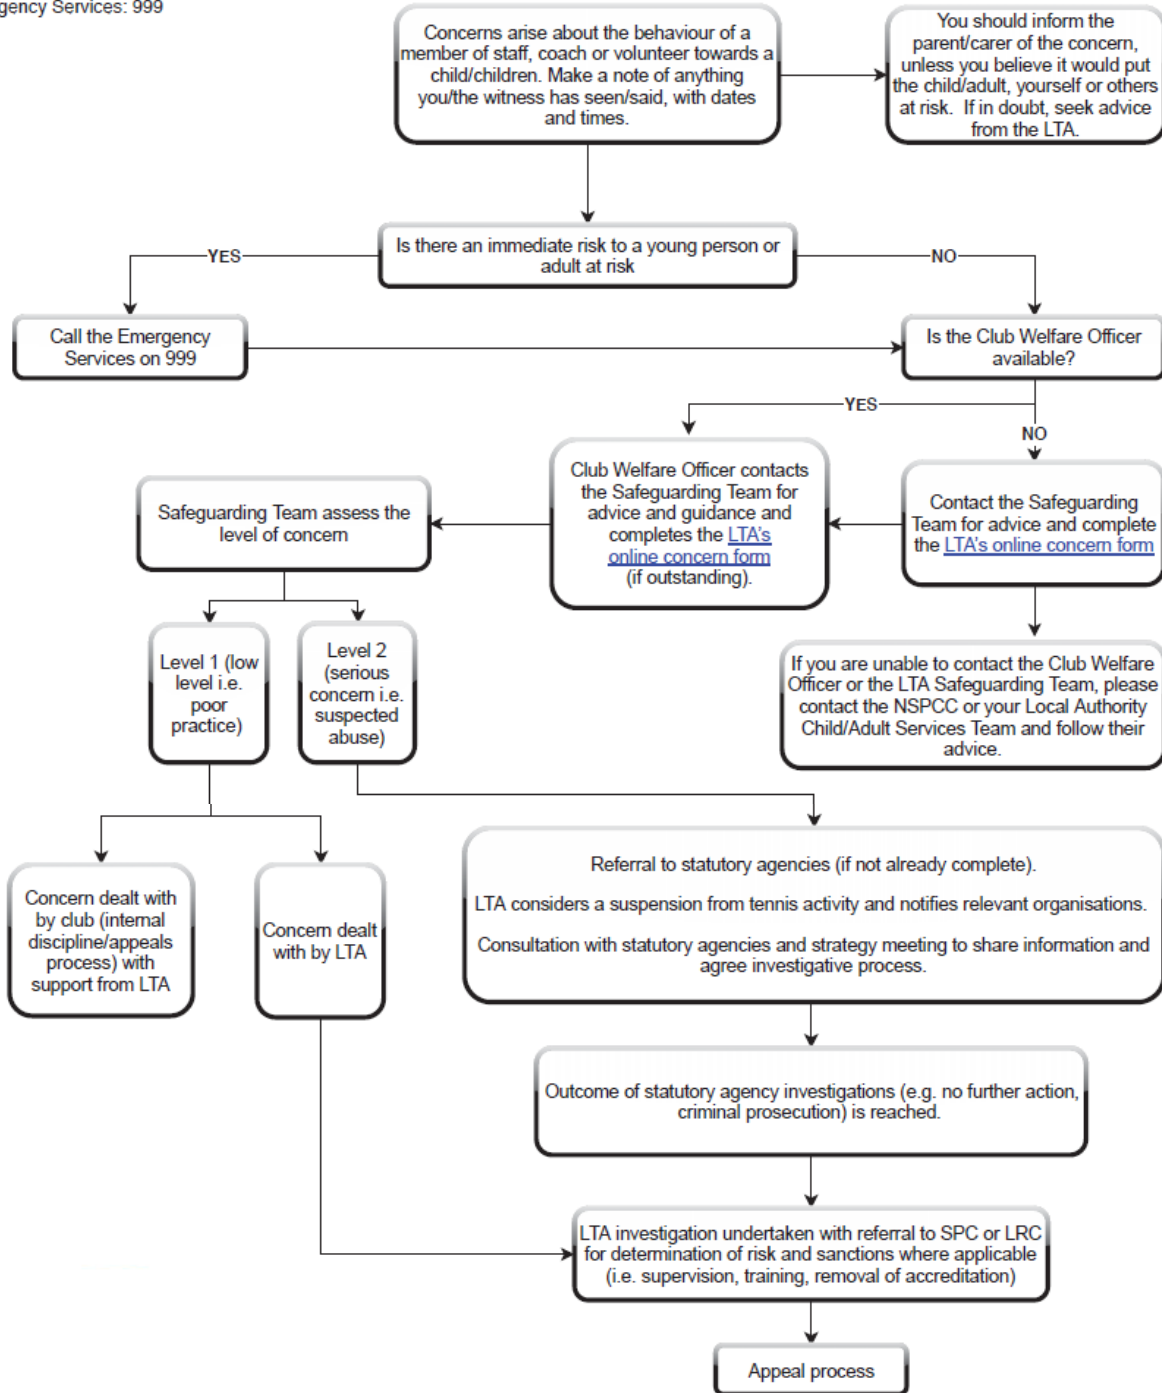 gency Services: 999
Concerns arise about the behaviour of a
member of staff, coach or volunteer towards a
child/children. Make a note of anything
you/the witness has seen/said, with dates
and times.
You should inform the
parent/carer of the concern,
unless you believe it would put
the child/adult, yourself or others
at risk. If in doubt, seek advice
from the LTA.
Is there an immediate risk to a young person or
adult at risk
YES
NO
Call the Emergency
Services on 999
Is the Club Welfare Officer
available?
YES
NO
Club Welfare Officer contacts
the Safeguarding Team for
advice and guidance and
completes the LTA's
online concern form
(if outstanding).
Contact the Safeguarding
Team for advice and complete
the LTA's online concern form
Safeguarding Team assess the
level of concern
Level 1 (low
level i.e.
poor
practice)
Level 2
(serious
concern i.e.
suspected
abuse)
If you are unable to contact the Club Welfare
Officer or the LTA Safeguarding Team, please
contact the NSPCC or your Local Authority
Child/Adult Services Team and follow their
advice.
Concern dealt with
by club (internal
discipline/appeals
process) with
support from LTA
Concern dealt
with by LTA
Referral to statutory agencies (if not already complete).
LTA considers a suspension from tennis activity and notifies relevant organisations.
Consultation with statutory agencies and strategy meeting to share information and
agree investigative process.
Outcome of statutory agency investigations (e.g. no further action,
criminal prosecution) is reached.
LTA investigation undertaken with referral to SPC or LRC
for determination of risk and sanctions where applicable
(i.e. supervision, training, removal of accreditation)
Appeal process